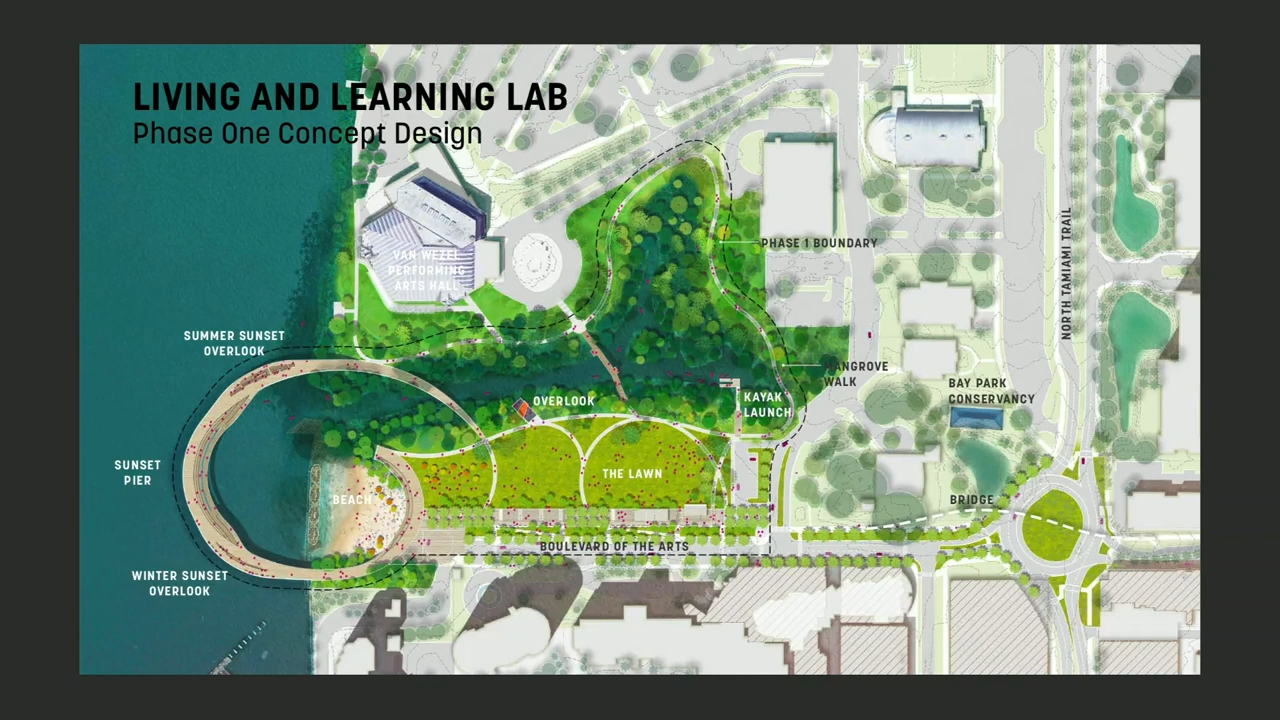 LIVING AND LEARNING LAB
Phase One Concept Design
VAN WEZEL
PERFORMING
ARTS HALL
PHASE 1 BOUNDARY
NORTH TAMIAMI TRAIL
SUMMER SUNSET
OVERLOOK
MANGROVE
WALK
BAY PARK
CONSERVANCY
OVERLOOK
KAYAK
LAUNCH
SUNSET
PIER
THE LAWN
BEACH
BRIDGE
BOULEVARD OF THE ARTS
WINTER SUNSET
OVERLOOK